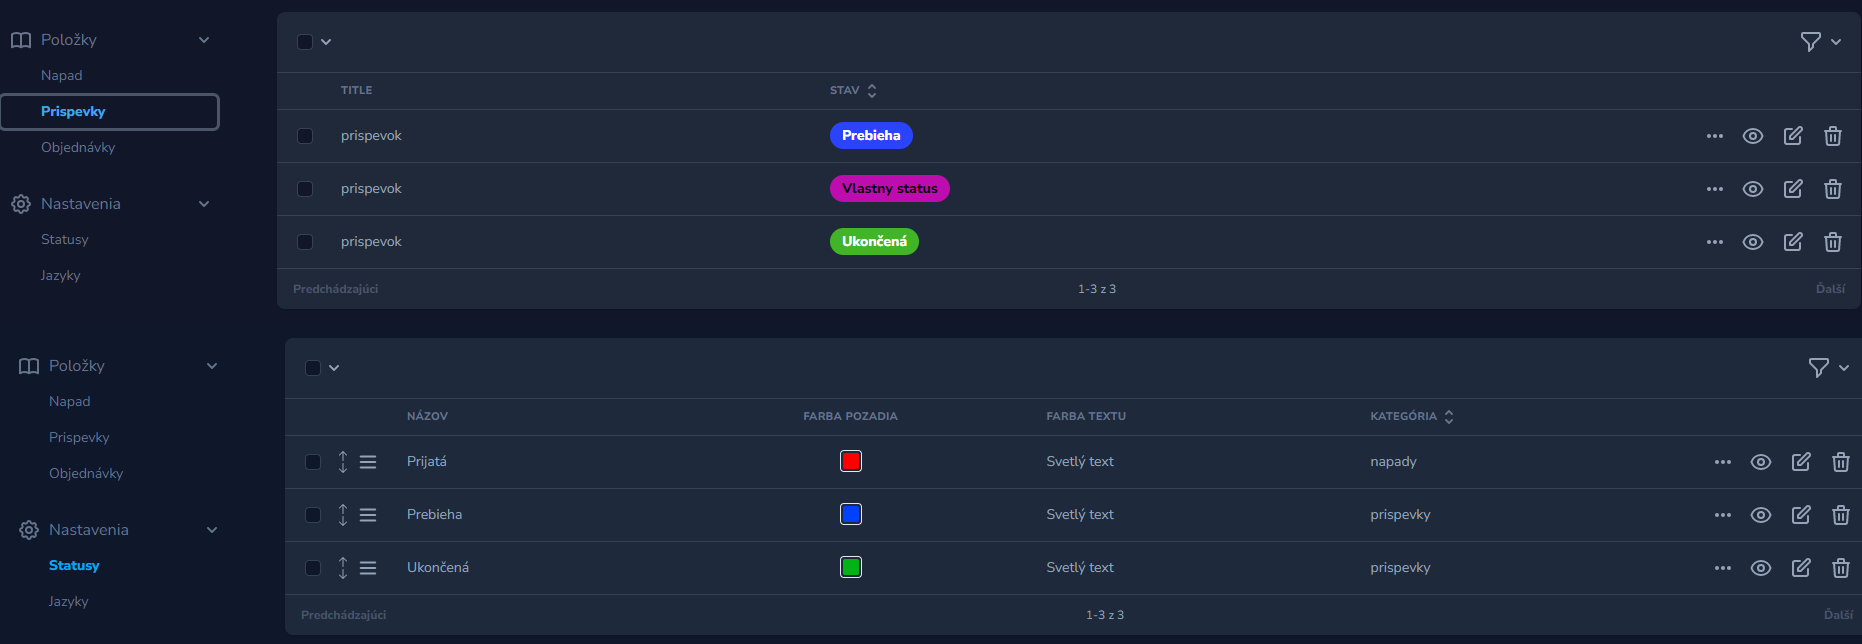 Položky
Napad
Prispevky
Objednávky
Nastavenia
Statusy
Jazyky
TITLE STAV
prispevok Prebieha
prispevok Vlastny status
prispevok Ukončená
Predchádzajúci 1-3 z 3 Ďalší
Položky
Napad
Prispevky
Objednávky
Nastavenia
Statusy
Jazyky
NÁZOV FARBA POZADIA FARBA TEXTU KATEGÓRIA
Prijatá Svetlý text napady
Prebieha Svetlý text prispevky
Ukončená Svetlý text prispevky
Predchádzajúci 1-3 z 3 Ďalší